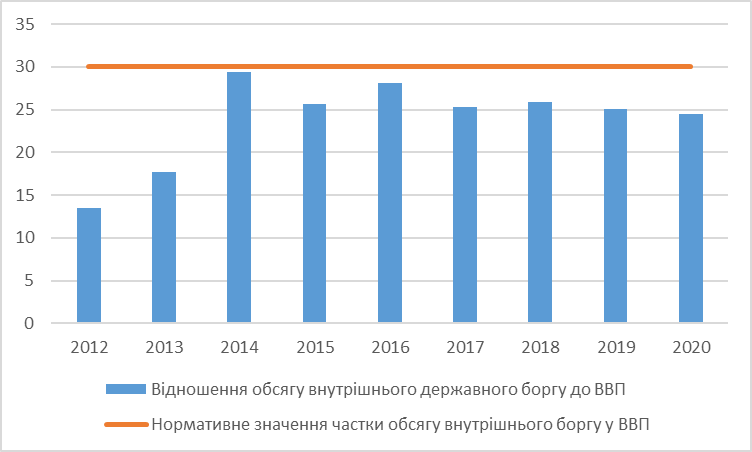 35
30
25
20
15
10
5
0
2012 2013 2014 2015 2016 2017 2018 2019 2020
Відношення обсягу внутрішнього державного боргу до ВВП
Нормативне значення частки обсягу внутрішнього боргу у ВВП